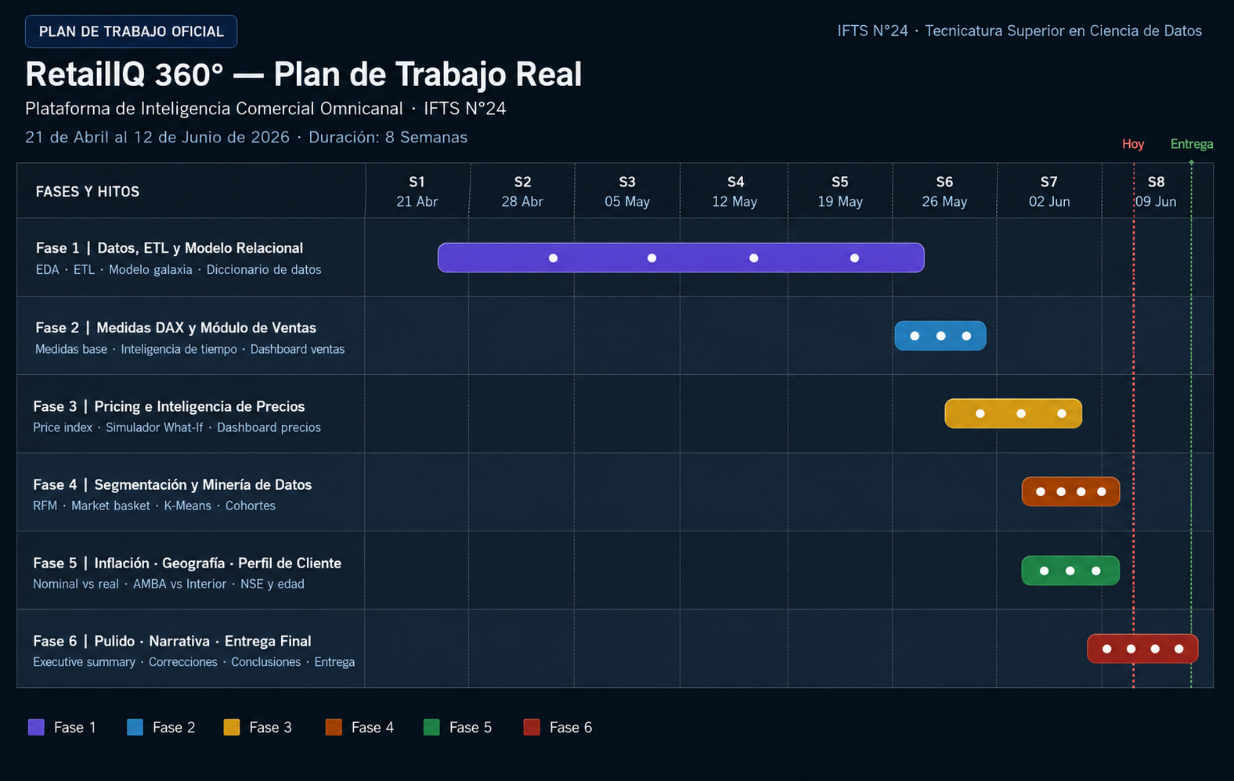 PLAN DE TRABAJO OFICIAL
IFTS N°24 · Tecnicatura Superior en Ciencia de Datos
RetailIQ 360° — Plan de Trabajo Real
Plataforma de Inteligencia Comercial Omnicanal · IFTS N°24
21 de Abril al 12 de Junio de 2026 · Duración: 8 Semanas
Hoy
Entrega
FASES Y HITOS
S1
21 Abr
S2
28 Abr
S3
05 May
S4
12 May
S5
19 May
S6
26 May
S7
02 Jun
S8
09 Jun
Fase 1 | Datos, ETL y Modelo Relacional
EDA · ETL · Modelo galaxia · Diccionario de datos
Fase 2 | Medidas DAX y Módulo de Ventas
Medidas base · Inteligencia de tiempo · Dashboard ventas
Fase 3 | Pricing e Inteligencia de Precios
Price index · Simulador What-If · Dashboard precios
Fase 4 | Segmentación y Minería de Datos
RFM · Market basket · K-Means · Cohortes
Fase 5 | Inflación · Geografía · Perfil de Cliente
Nominal vs real · AMBA vs Interior · NSE y edad
Fase 6 | Pulido · Narrativa · Entrega Final
Executive summary · Correcciones · Conclusiones · Entrega
Fase 1
Fase 2
Fase 3
Fase 4
Fase 5
Fase 6